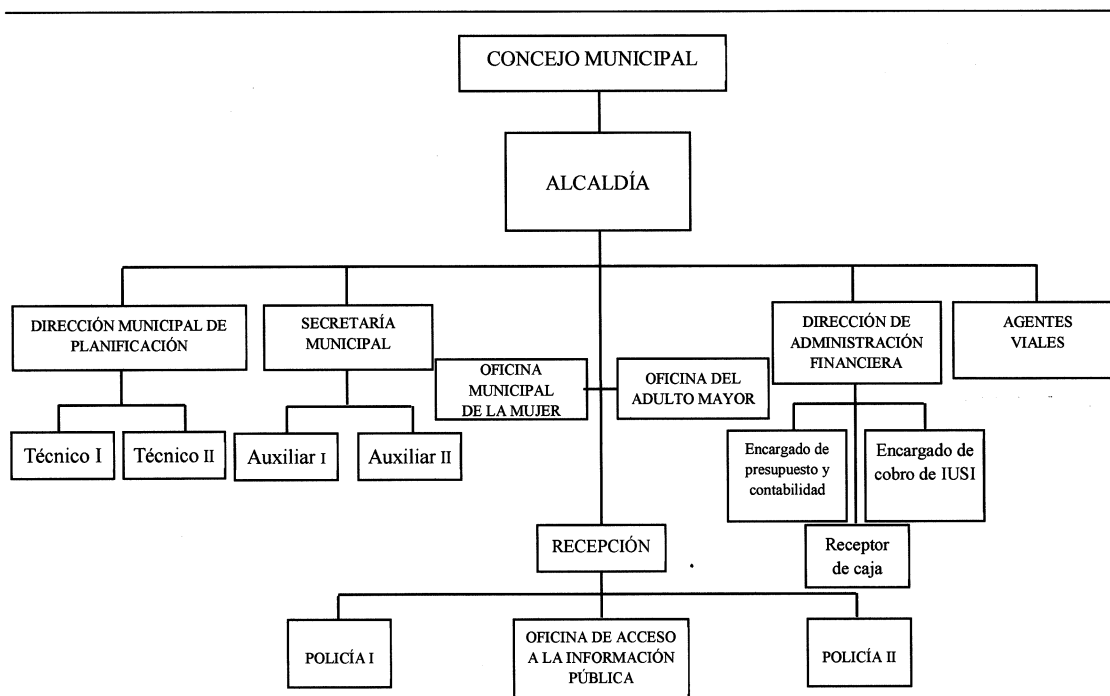 CONCEJO MUNICIPAL
ALCALDÍA
DIRECCIÓN MUNICIPAL DE
PLANIFICACIÓN
SECRETARÍA
MUNICIPAL
DIRECCIÓN DE
ADMINISTRACIÓN
FINANCIERA
AGENTES
VIALES
OFICINA
MUNICIPAL
DE LA MUJER
OFICINA DEL
ADULTO MAYOR
Técnico I
Técnico II
Auxiliar I
Auxiliar II
Encargado de
presupuesto y
contabilidad
Encargado de
cobro de IUSI
RECEPCIÓN
Receptor
de caja
POLICÍA I
OFICINA DE ACCESO
A LA INFORMACIÓN
PÚBLICA
POLICÍA II